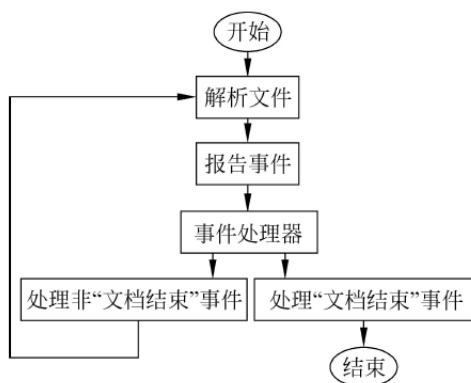 开始
解析文件
报告事件
事件处理器
处理非“文档结束”事件
处理“文档结束”事件
结束